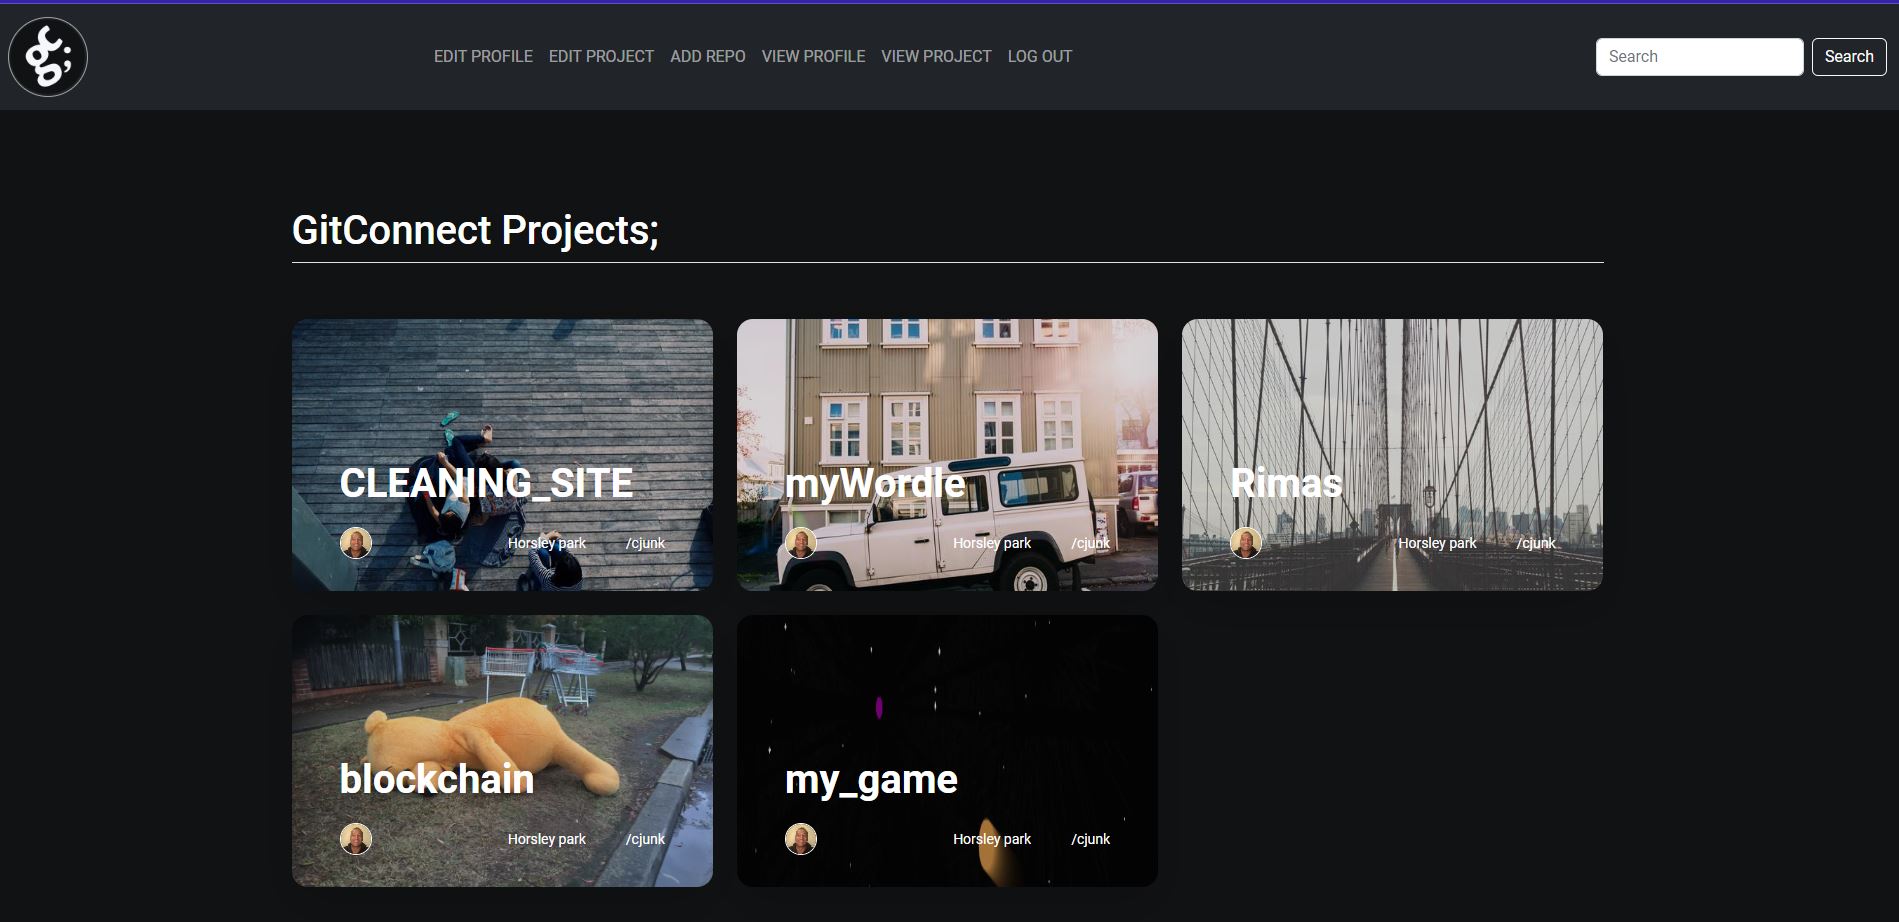 gc;
EDIT PROFILE EDIT PROJECT ADD REPO VIEW PROFILE VIEW PROJECT LOG OUT
Search Search
GitConnect Projects;
CLEANING_SITE
Horsley park /cjunk
myWordle
Horsley park /cjunk
Rimas
Horsley park /cjunk
blockchain
Horsley park /cjunk
my_game
Horsley park /cjunk